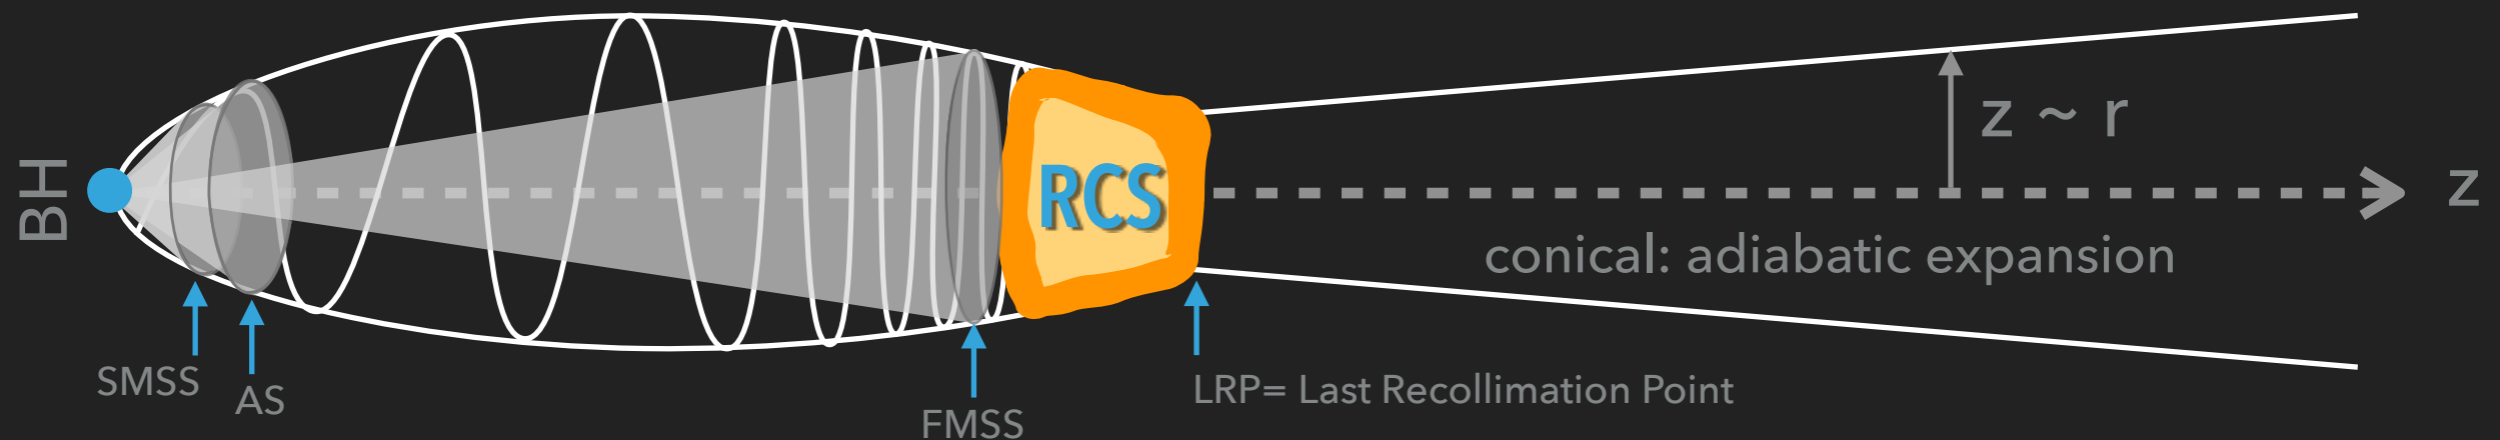 BH
SMSS
AS
FMSS
RCS
LRP= Last Recollimation Point
z ~ r
z
conical: adiabatic expansion